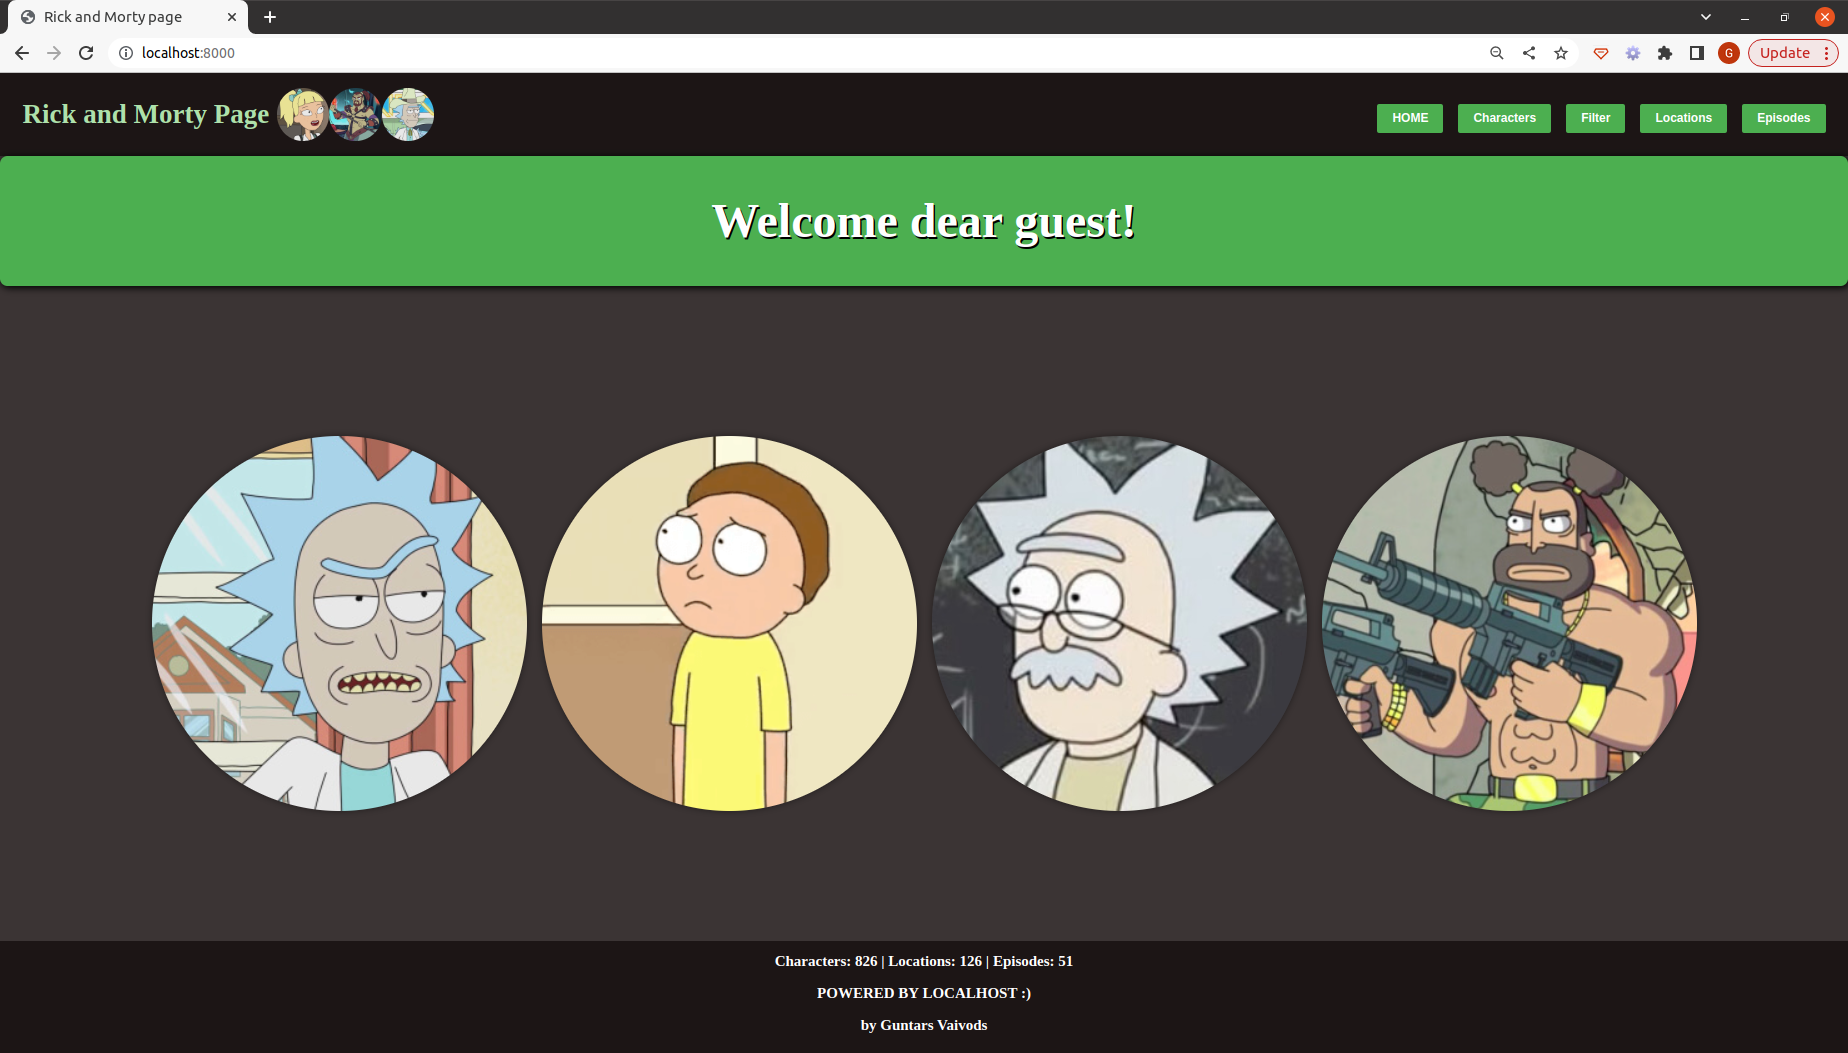 Rick and Morty page
localhost:8000
G
Update
Rick and Morty Page
HOME
Characters
Filter
Locations
Episodes
Welcome dear guest!
Characters: 826 | Locations: 126 | Episodes: 51
POWERED BY LOCALHOST :)
by Guntars Vaivods